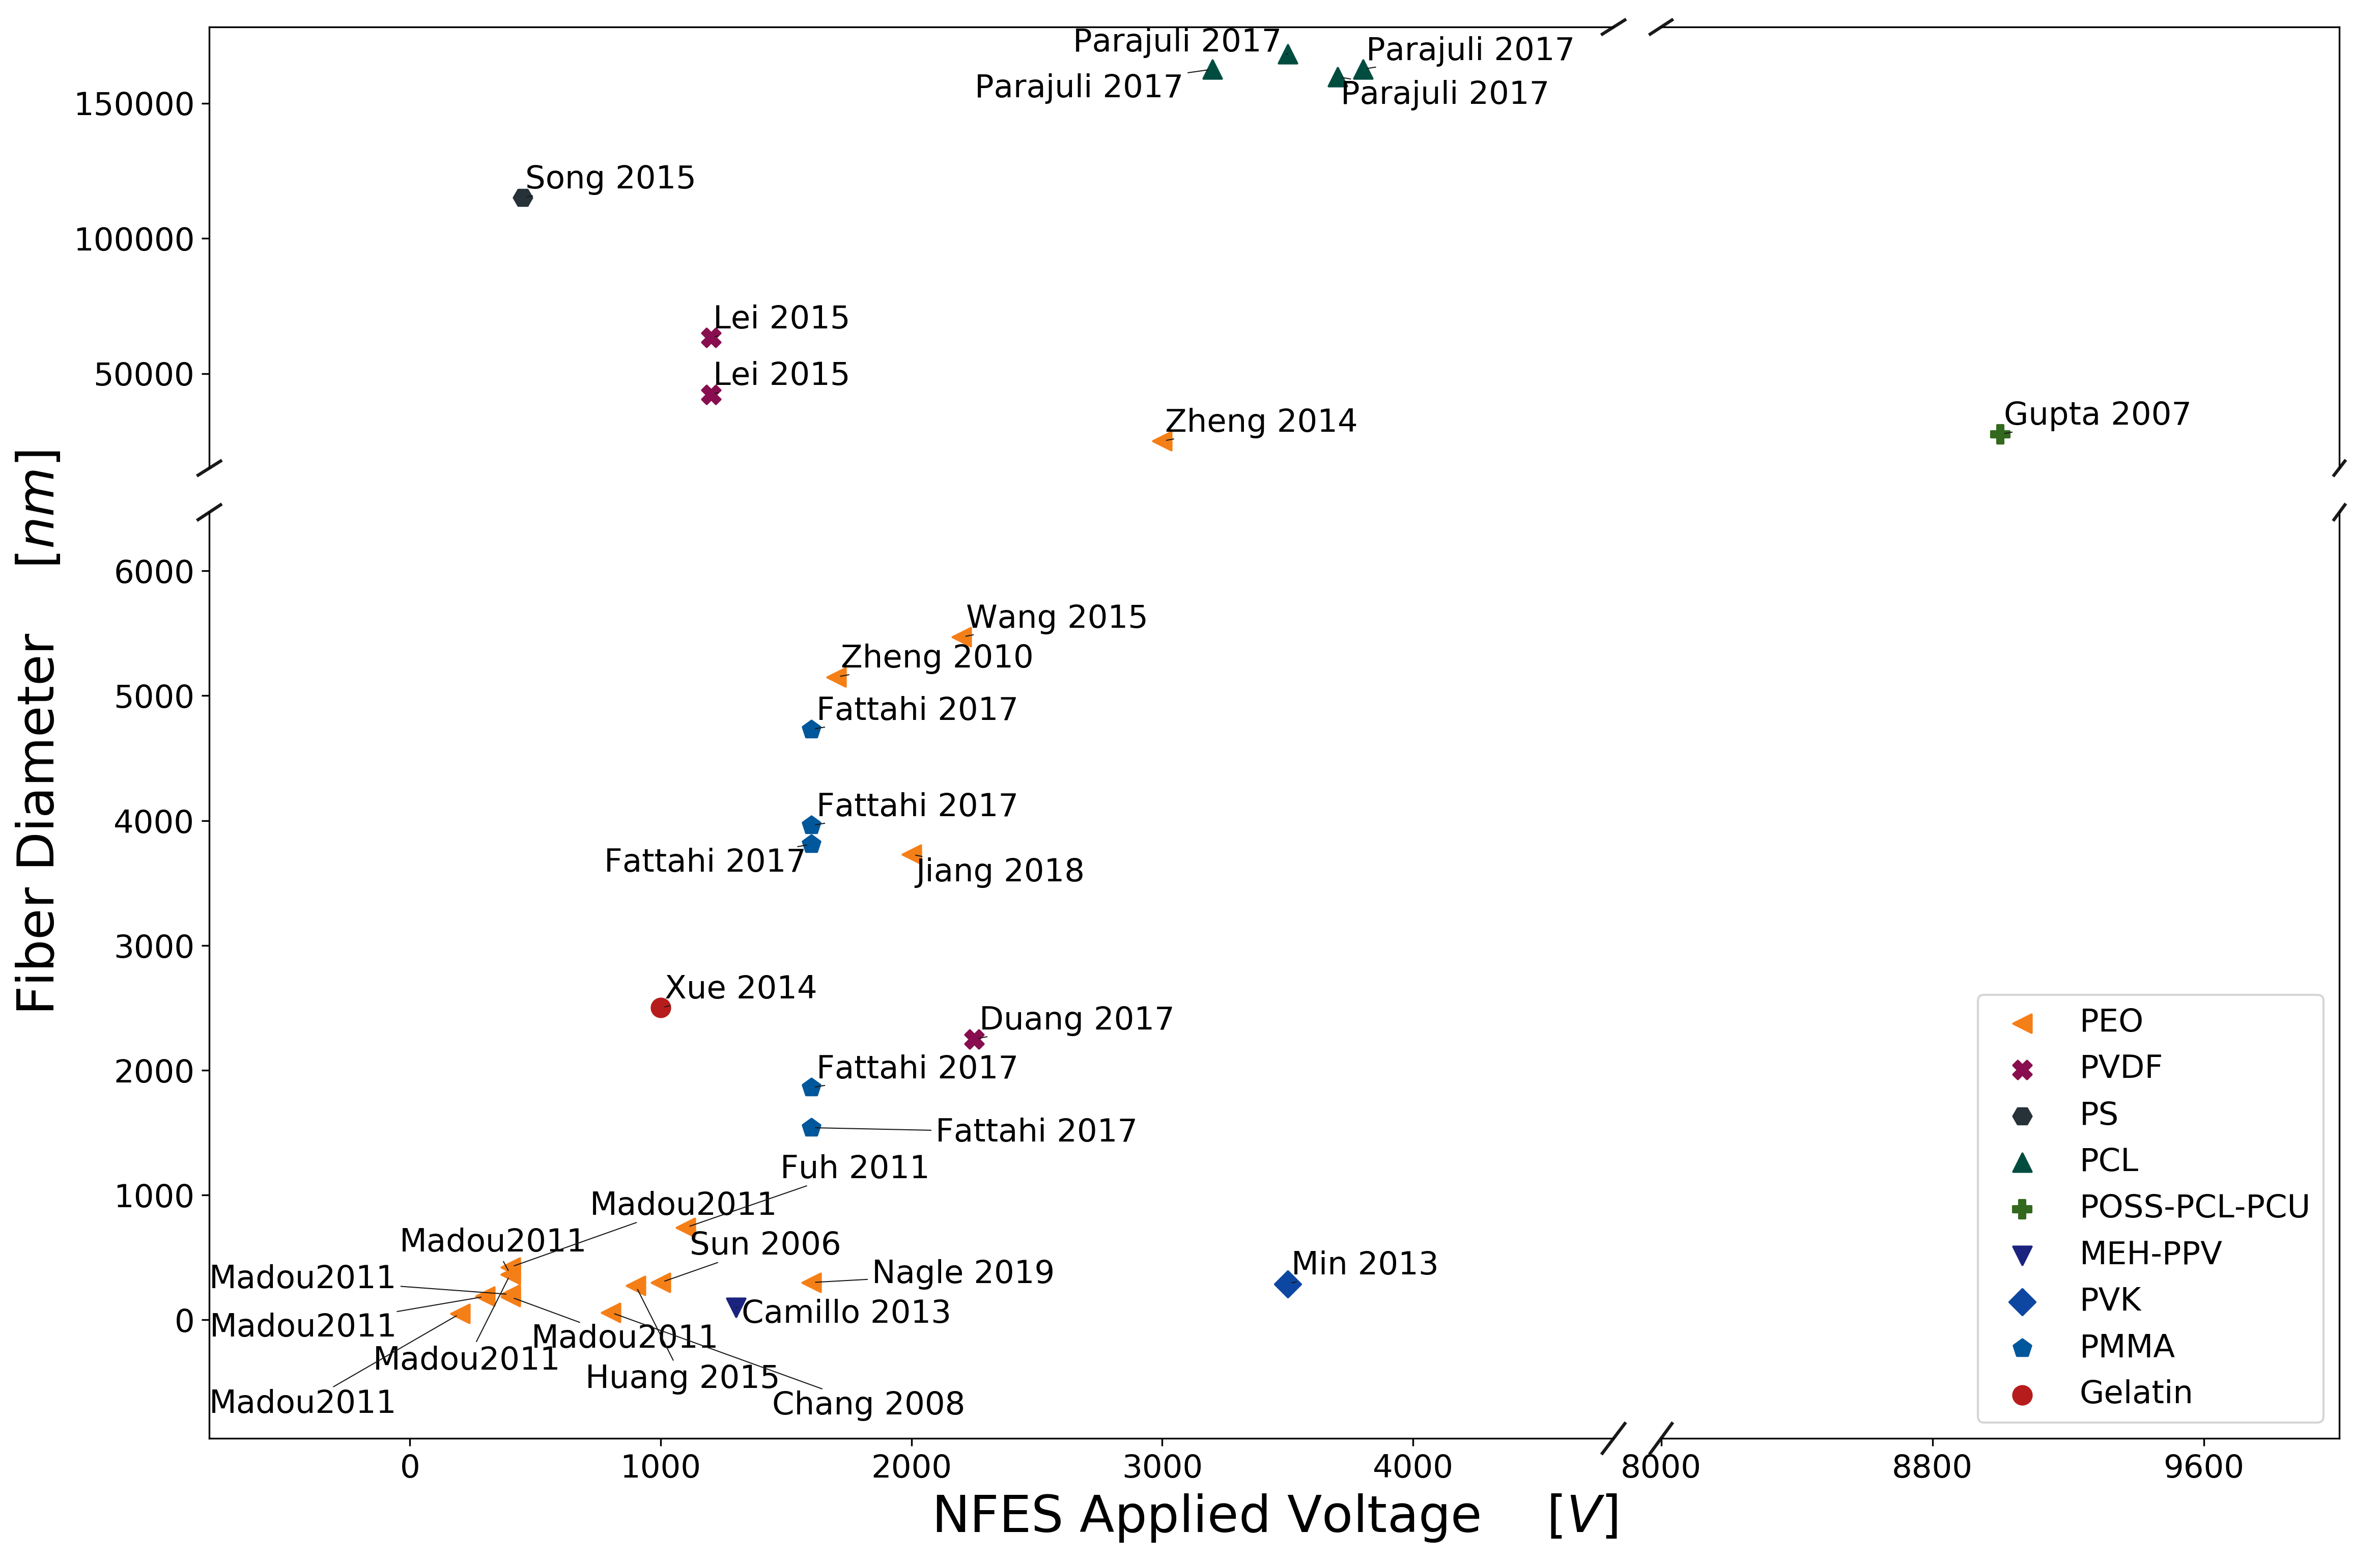 Parajuli 2017
Parajuli 2017
Parajuli 2017
Parajuli 2017
150000
Song 2015
100000
Lei 2015
Lei 2015
50000
Zheng 2014
Gupta 2007
Fiber Diameter [nm]
6000
Wang 2015
Zheng 2010
5000
Fattahi 2017
Fattahi 2017
4000
Fattahi 2017
Jiang 2018
3000
Xue 2014
Duang 2017
2000
Fattahi 2017
Fattahi 2017
Fuh 2011
1000
Madou2011
Madou2011
Sun 2006
Madou2011
Nagle 2019
Min 2013
0
Madou2011
Camillo 2013
Madou2011
Madou2011
Huang 2015
Madou2011
Chang 2008
PEO
PVDF
PS
PCL
POSS-PCL-PCU
MEH-PPV
PVK
PMMA
Gelatin
0 1000 2000 3000 4000 8000 8800 9600
NFES Applied Voltage [V]